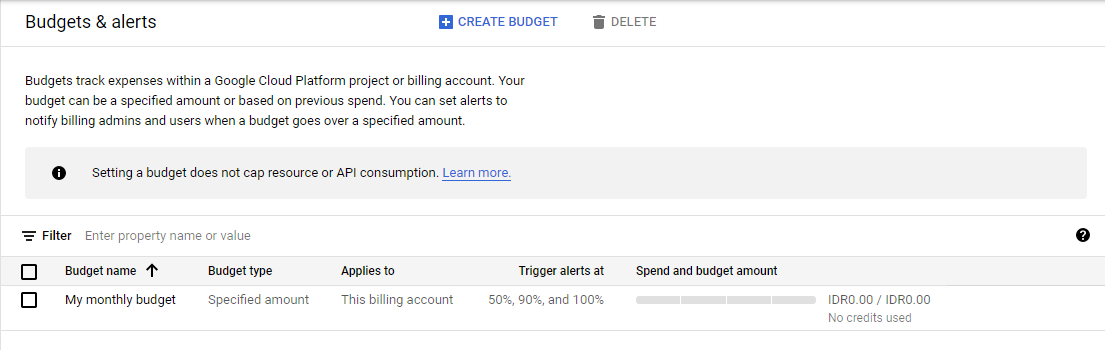 Budgets & alerts
CREATE BUDGET
DELETE
Budgets track expenses within a Google Cloud Platform project or billing account. Your
budget can be a specified amount or based on previous spend. You can set alerts to
notify billing admins and users when a budget goes over a specified amount.
Setting a budget does not cap resource or API consumption. Learn more.
Filter Enter property name or value
Budget name Budget type Applies to Trigger alerts at Spend and budget amount
My monthly budget Specified amount This billing account 50%, 90%, and 100% IDR0.00 / IDR0.00
No credits used